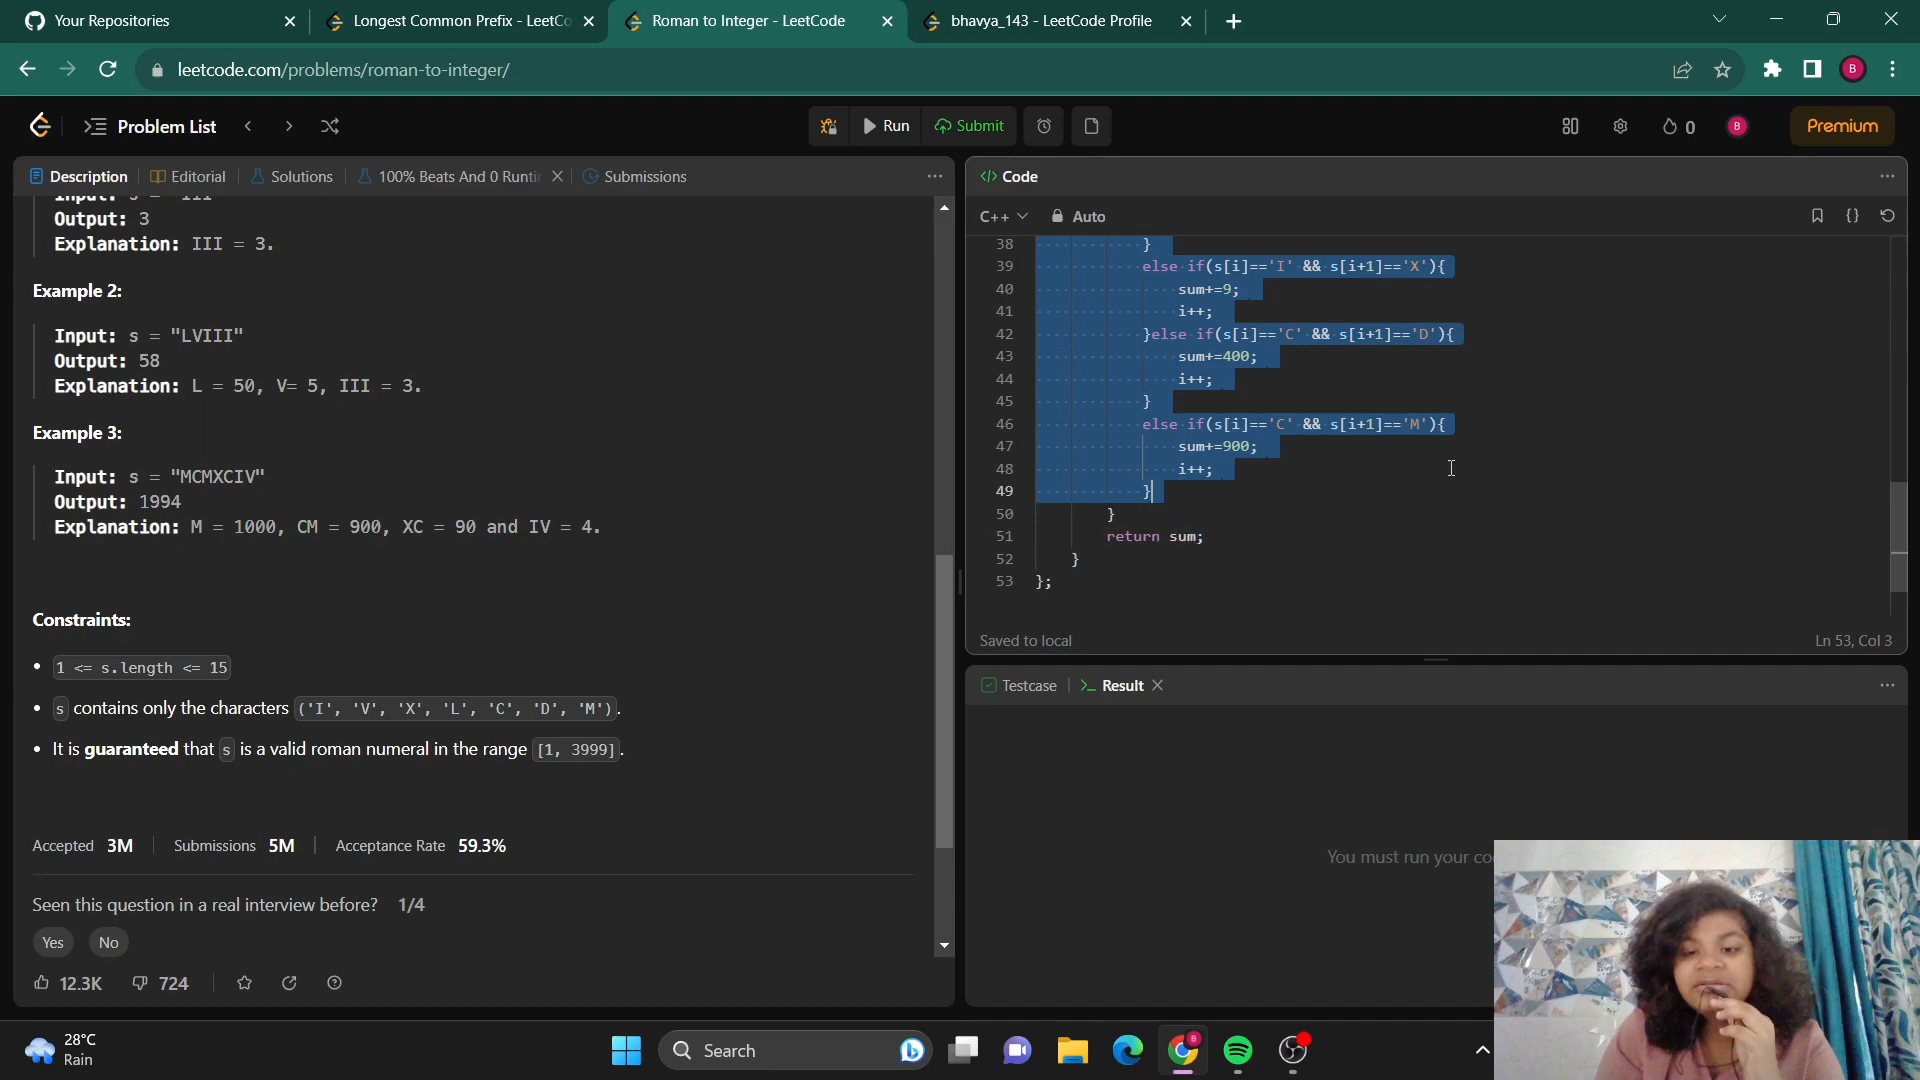 Your Repositories
Longest Common Prefix - LeetCo
Roman to Integer - LeetCode
bhavya_143 - LeetCode Profile
leetcode.com/problems/roman-to-integer/
B
Problem List
Run
Submit
0
B
Premium
Description
Editorial
Solutions
100% Beats And 0 Runti
Submissions
Input: s = "III"
Output: 3
Explanation: III = 3.
Example 2:
Input: s = "LVIII"
Output: 58
Explanation: L = 50, V= 5, III = 3.
Example 3:
Input: s = "MCMXCIV"
Output: 1994
Explanation: M = 1000, CM = 900, XC = 90 and IV = 4.
Constraints:
1 <= s.length <= 15
s contains only the characters ('I', 'V', 'X', 'L', 'C', 'D', 'M').
It is guaranteed that s is a valid roman numeral in the range [1, 3999].
Accepted 3M Submissions 5M Acceptance Rate 59.3%
Seen this question in a real interview before? 1/4
Yes No
12.3K 724
</> Code
C++ Auto
38 }
39 else if(s[i]=='I' && s[i+1]=='X'){
40 sum+=9;
41 i++;
42 }else if(s[i]=='C' && s[i+1]=='D'){
43 sum+=400;
44 i++;
45 }
46 else if(s[i]=='C' && s[i+1]=='M'){
47 sum+=900;
48 i++;
49 }
50 }
51 return sum;
52 }
53 };
Saved to local
Ln 53, Col 3
Testcase
>_ Result
You must run your co
28°C
Rain
Search
B